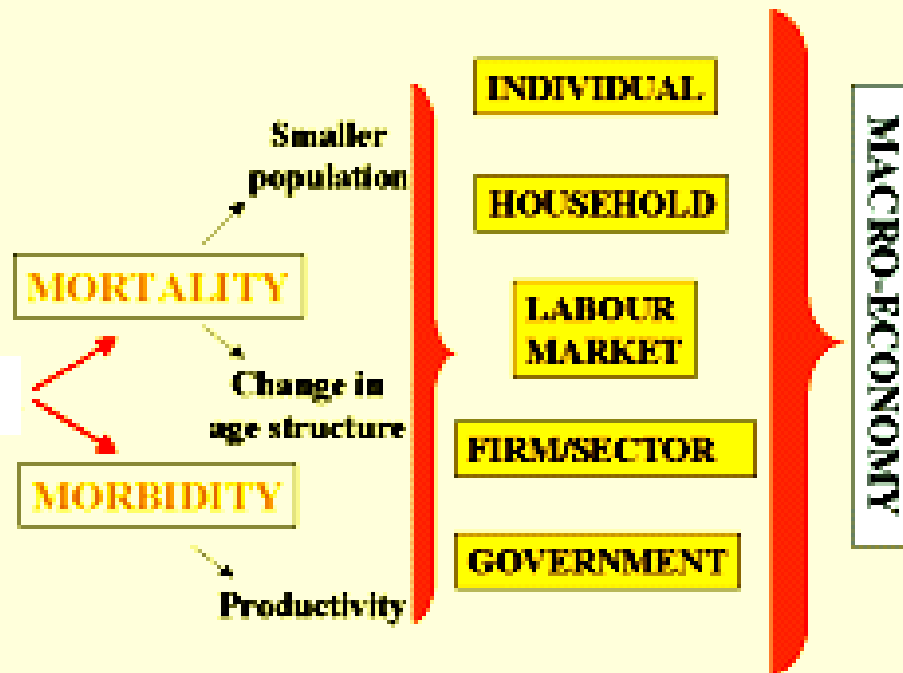 Smaller
population
MORTALITY
Change in
age structure
MORBIDITY
Productivity
INDIVIDUAL
HOUSEHOLD
LABOUR
MARKET
FIRM/SECTOR
GOVERNMENT
MACRO-ECONOMY